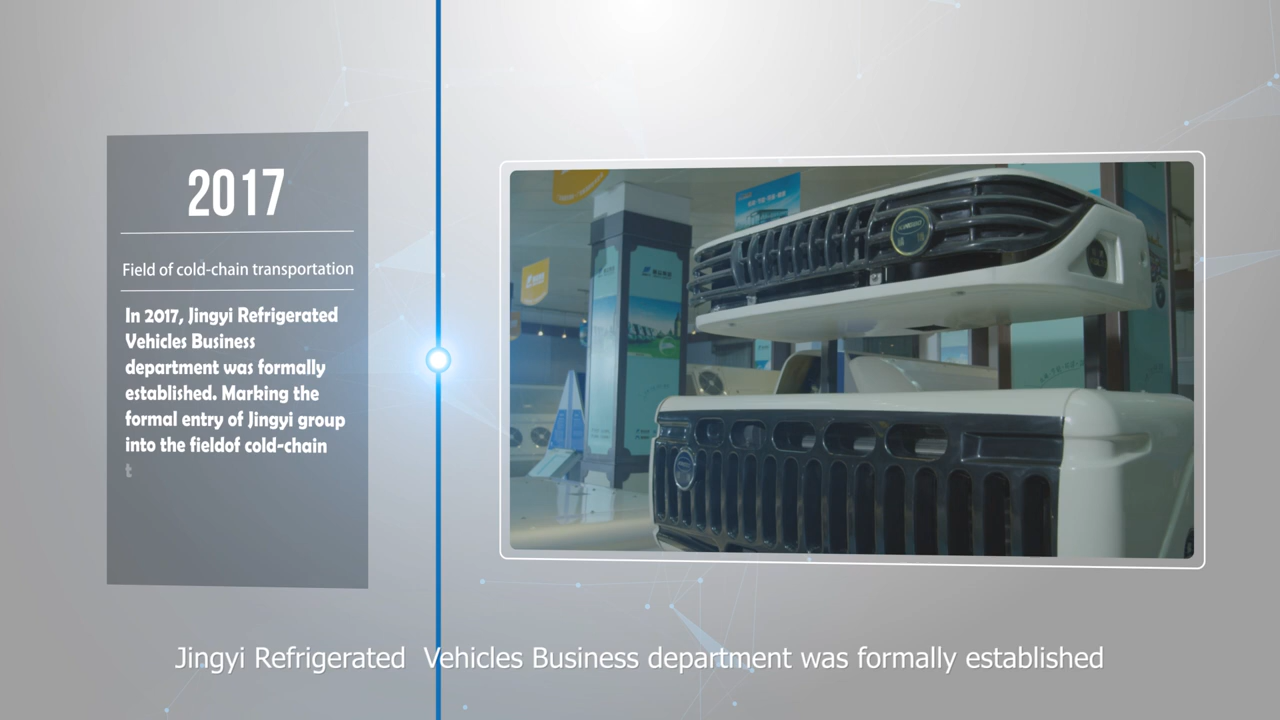 2017
Field of cold-chain transportation
In 2017, Jingyi Refrigerated
Vehicles Business
department was formally
established. Marking the
formal entry of Jingyi group
into the fieldof cold-chain
t
Jingyi Refrigerated  Vehicles Business department was formally established